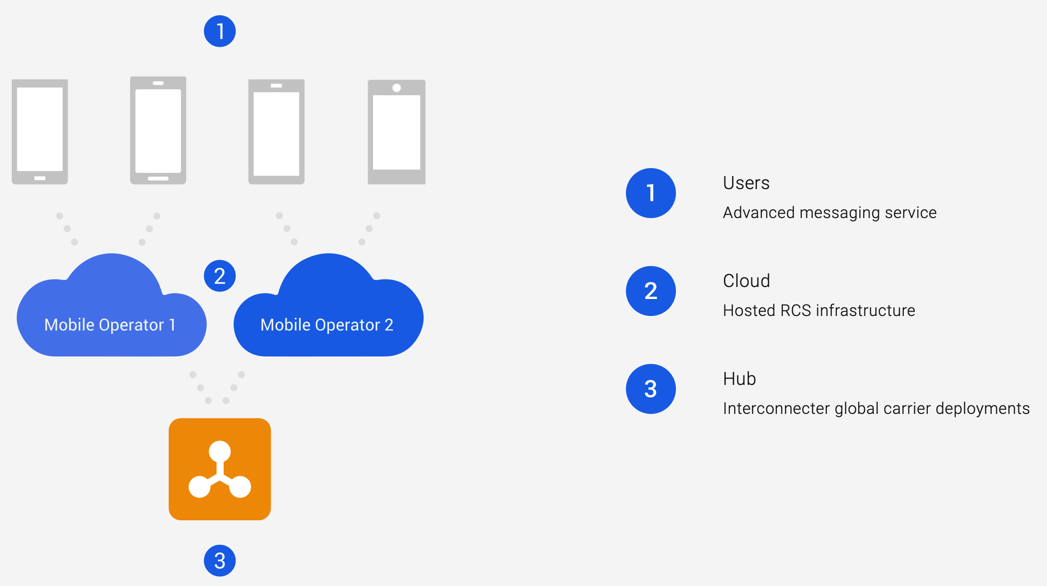 1
2
Mobile Operator 1
Mobile Operator 2
3
1
Users
Advanced messaging service
2
Cloud
Hosted RCS infrastructure
3
Hub
Interconnecter global carrier deployments